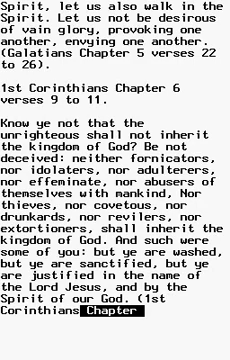 Spirit, let us also walk in the
Spirit. Let us not be desirous
of vain glory, provoking one
another, envying one another.
(Galatians Chapter 5 verses 22
to 26).

1st Corinthians Chapter 6
verses 9 to 11.

Know ye not that the
unrighteous shall not inherit
the kingdom of God? Be not
deceived: neither fornicators,
nor idolaters, nor adulterers,
nor effeminate, nor abusers of
themselves with mankind, Nor
thieves, nor covetous, nor
drunkards, nor revilers, nor
extortioners, shall inherit the
kingdom of God. And such were
some of you: but ye are washed,
but ye are sanctified, but ye
are justified in the name of
the Lord Jesus, and by the
Spirit of our God. (1st
Corinthians Chapter